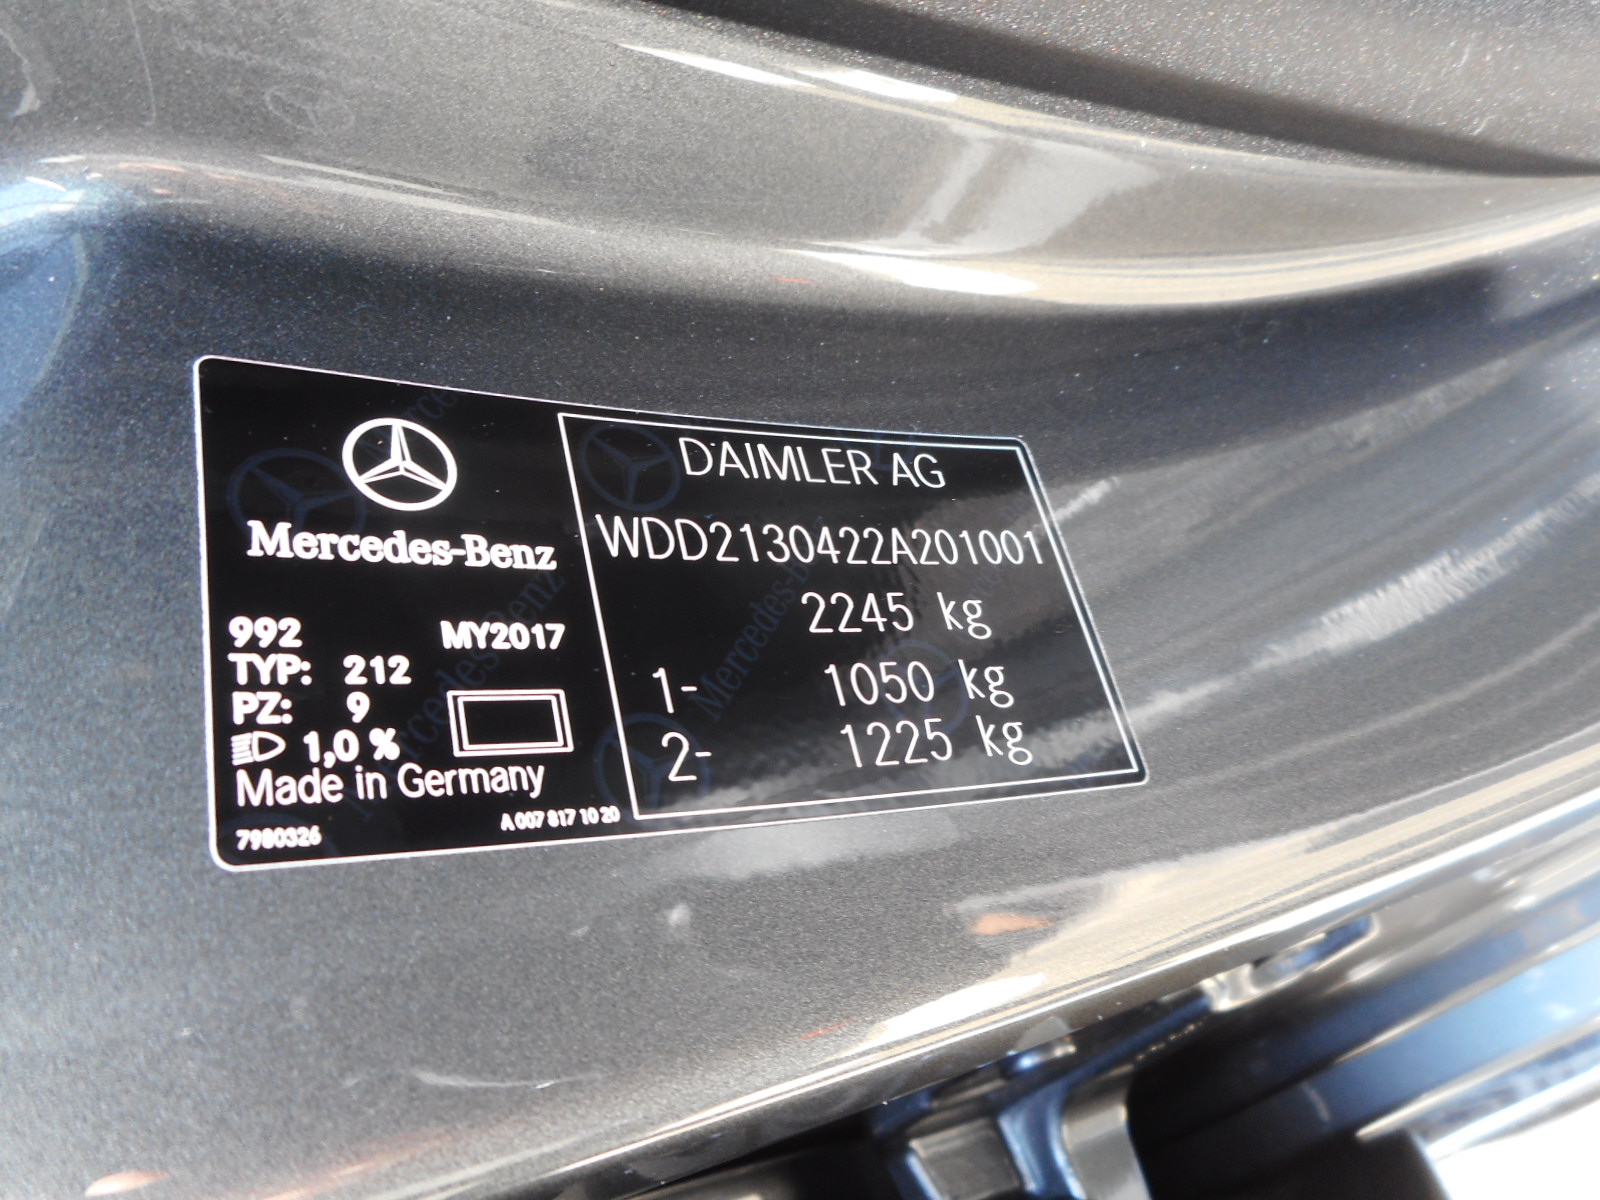 Mercedes-Benz
992 MY2017
TYP: 212
PZ: 9
1,0 %
Made in Germany
7980326 A 007 817 10 20
DAIMLER AG
WDD2130422A201001
2245 kg
1- 1050 kg
2- 1225 kg